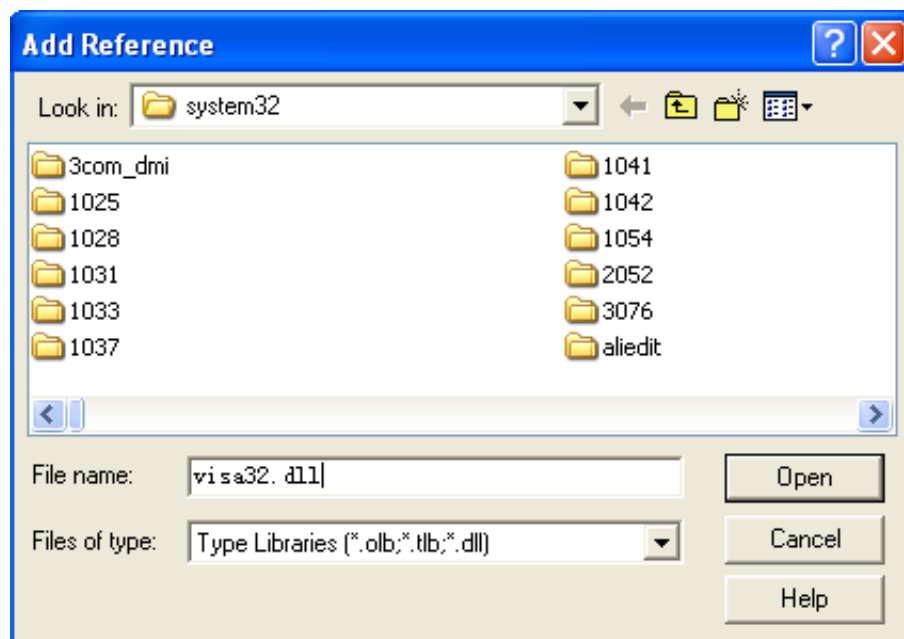 Add Reference
Look in: system32
3com_dmi 1041
1025 1042
1028 1054
1031 2052
1033 3076
1037 aliedit
File name: visa32.dll Open
Files of type: Type Libraries (*.olb;*.tlb;*.dll) Cancel
Help